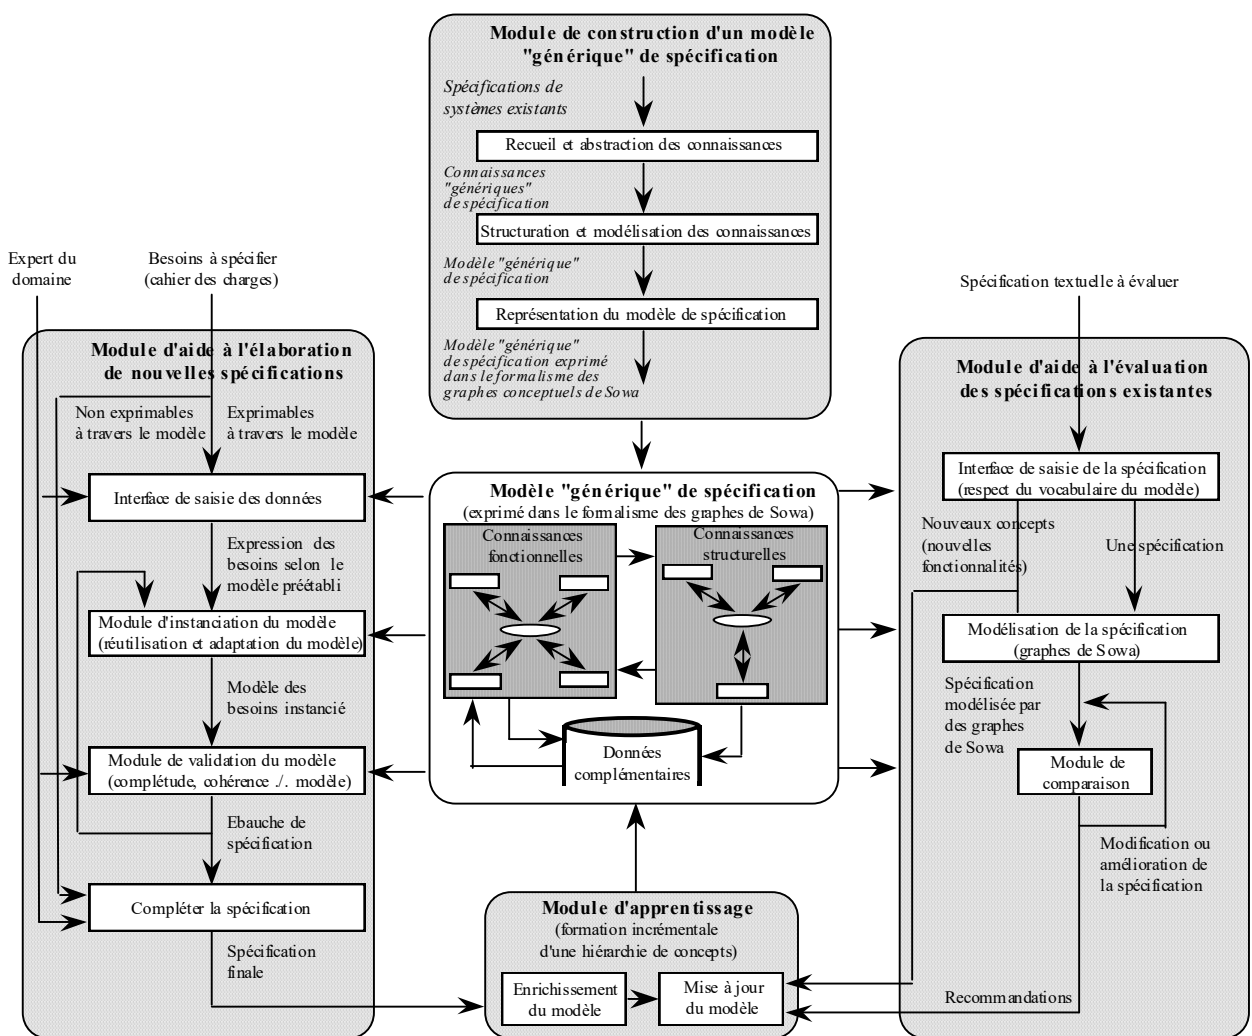 Module de construction d'un modèle
"générique" de spécification
Spécifications de
systèmes existants
Recueil et abstraction des connaissances
Connaissances
"génériques"
de spécification
Structuration et modélisation des connaissances
Modèle "générique"
de spécification
Représentation du modèle de spécification
Modèle "générique"
de spécification exprimé
dans le formalisme des
graphes conceptuels de Sowa
Expert du
domaine
Besoins à spécifier
(cahier des charges)
Module d'aide à l'élaboration
de nouvelles spécifications
Non exprimables
à travers le modèle
Exprimables
à travers le modèle
Interface de saisie des données
Expression des
besoins selon le
modèle préétabli
Module d'instanciation du modèle
(réutilisation et adaptation du modèle)
Modèle des
besoins instancié
Module de validation du modèle
(complétude, cohérence ./. modèle)
Ebauche de
spécification
Compléter la spécification
Spécification
finale
Modèle "générique" de spécification
(exprimé dans le formalisme des graphes de Sowa)
Connaissances
fonctionnelles
Connaissances
structurelles
Données
complémentaires
Module d'apprentissage
(formation incrémentale
d'une hiérarchie de concepts)
Enrichissement
du modèle
Mise à jour
du modèle
Spécification textuelle à évaluer
Module d'aide à l'évaluation
des spécifications existantes
Interface de saisie de la spécification
(respect du vocabulaire du modèle)
Nouveaux concepts
(nouvelles
fonctionnalités)
Une spécification
Modélisation de la spécification
(graphes de Sowa)
Spécification
modélisée par
des graphes
de Sowa
Module de
comparaison
Modification ou
amélioration de
la spécification
Recommandations